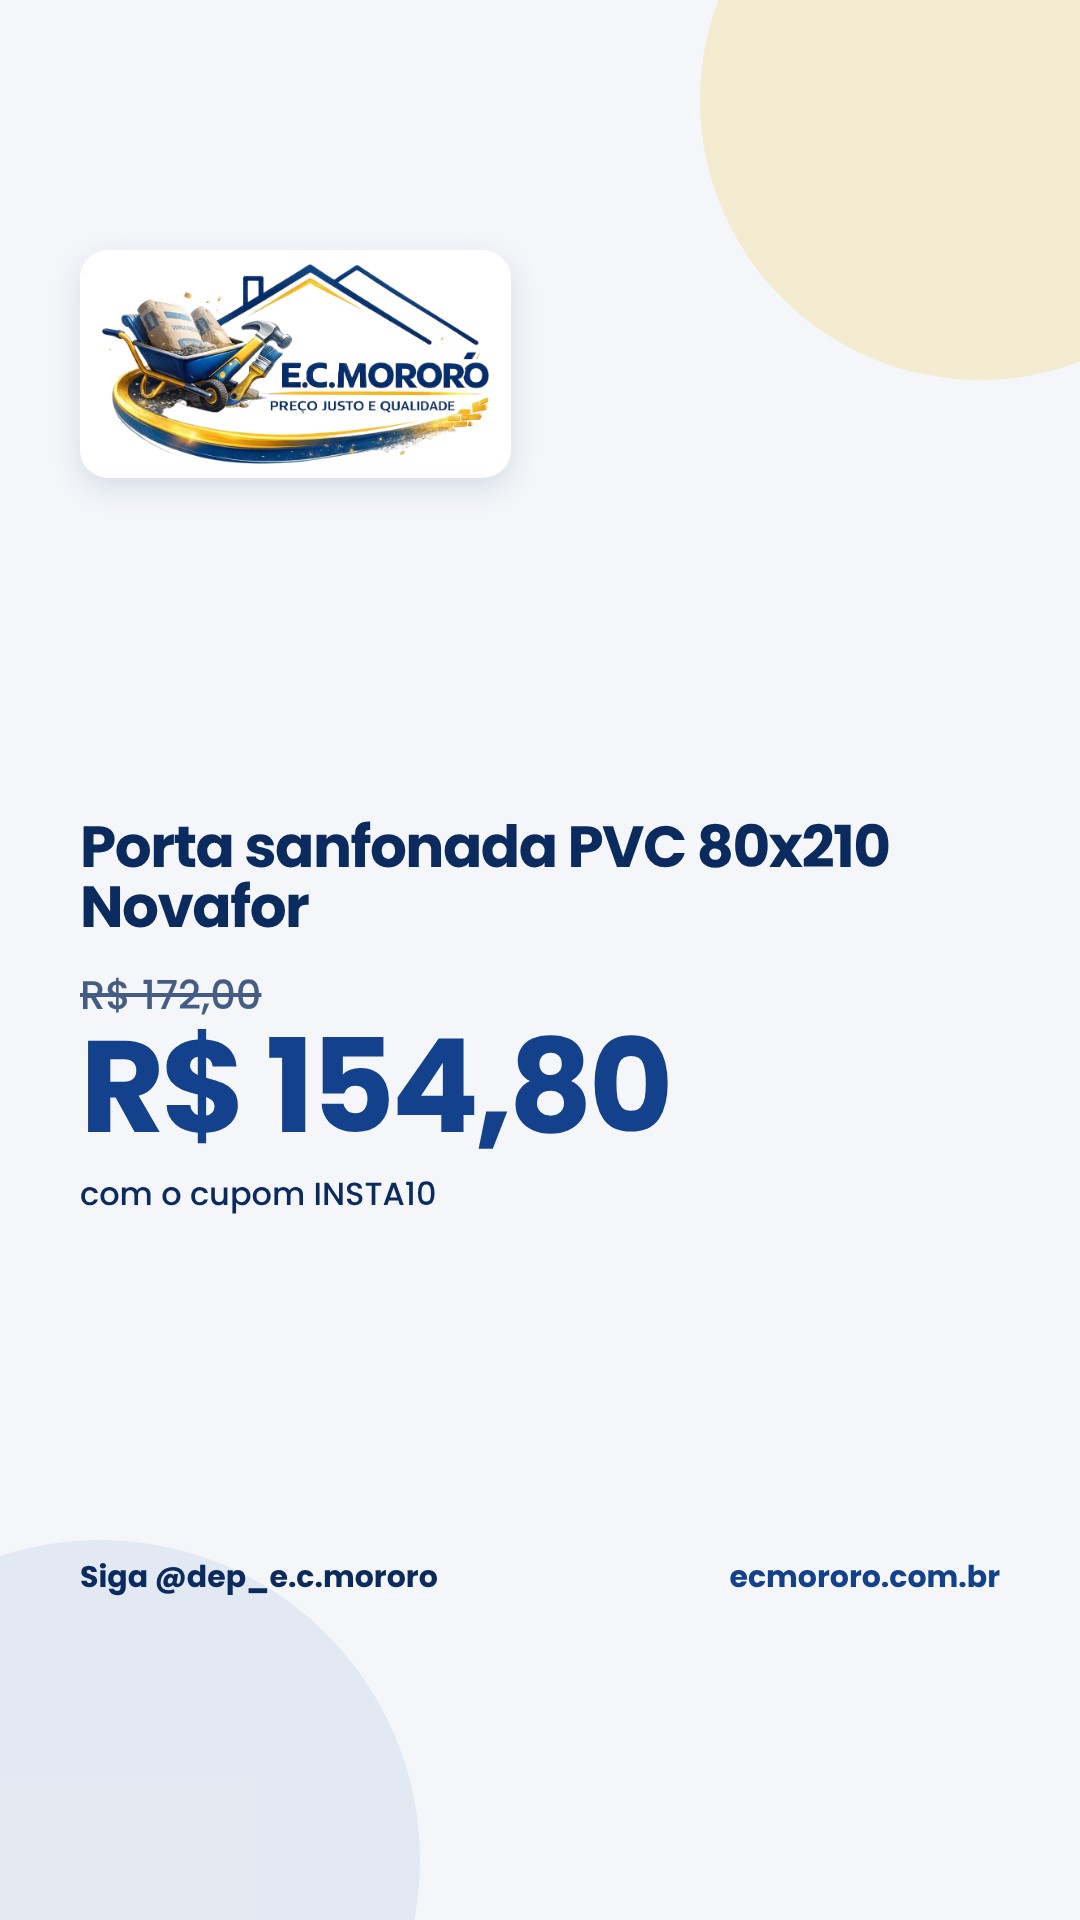 E.C.MORORÓ
PREÇO JUSTO E QUALIDADE
Porta sanfonada PVC 80x210
Novafor
R$ 172,00
R$ 154,80
com o cupom INSTA10
Siga @dep_e.c.mororo
ecmororo.com.br